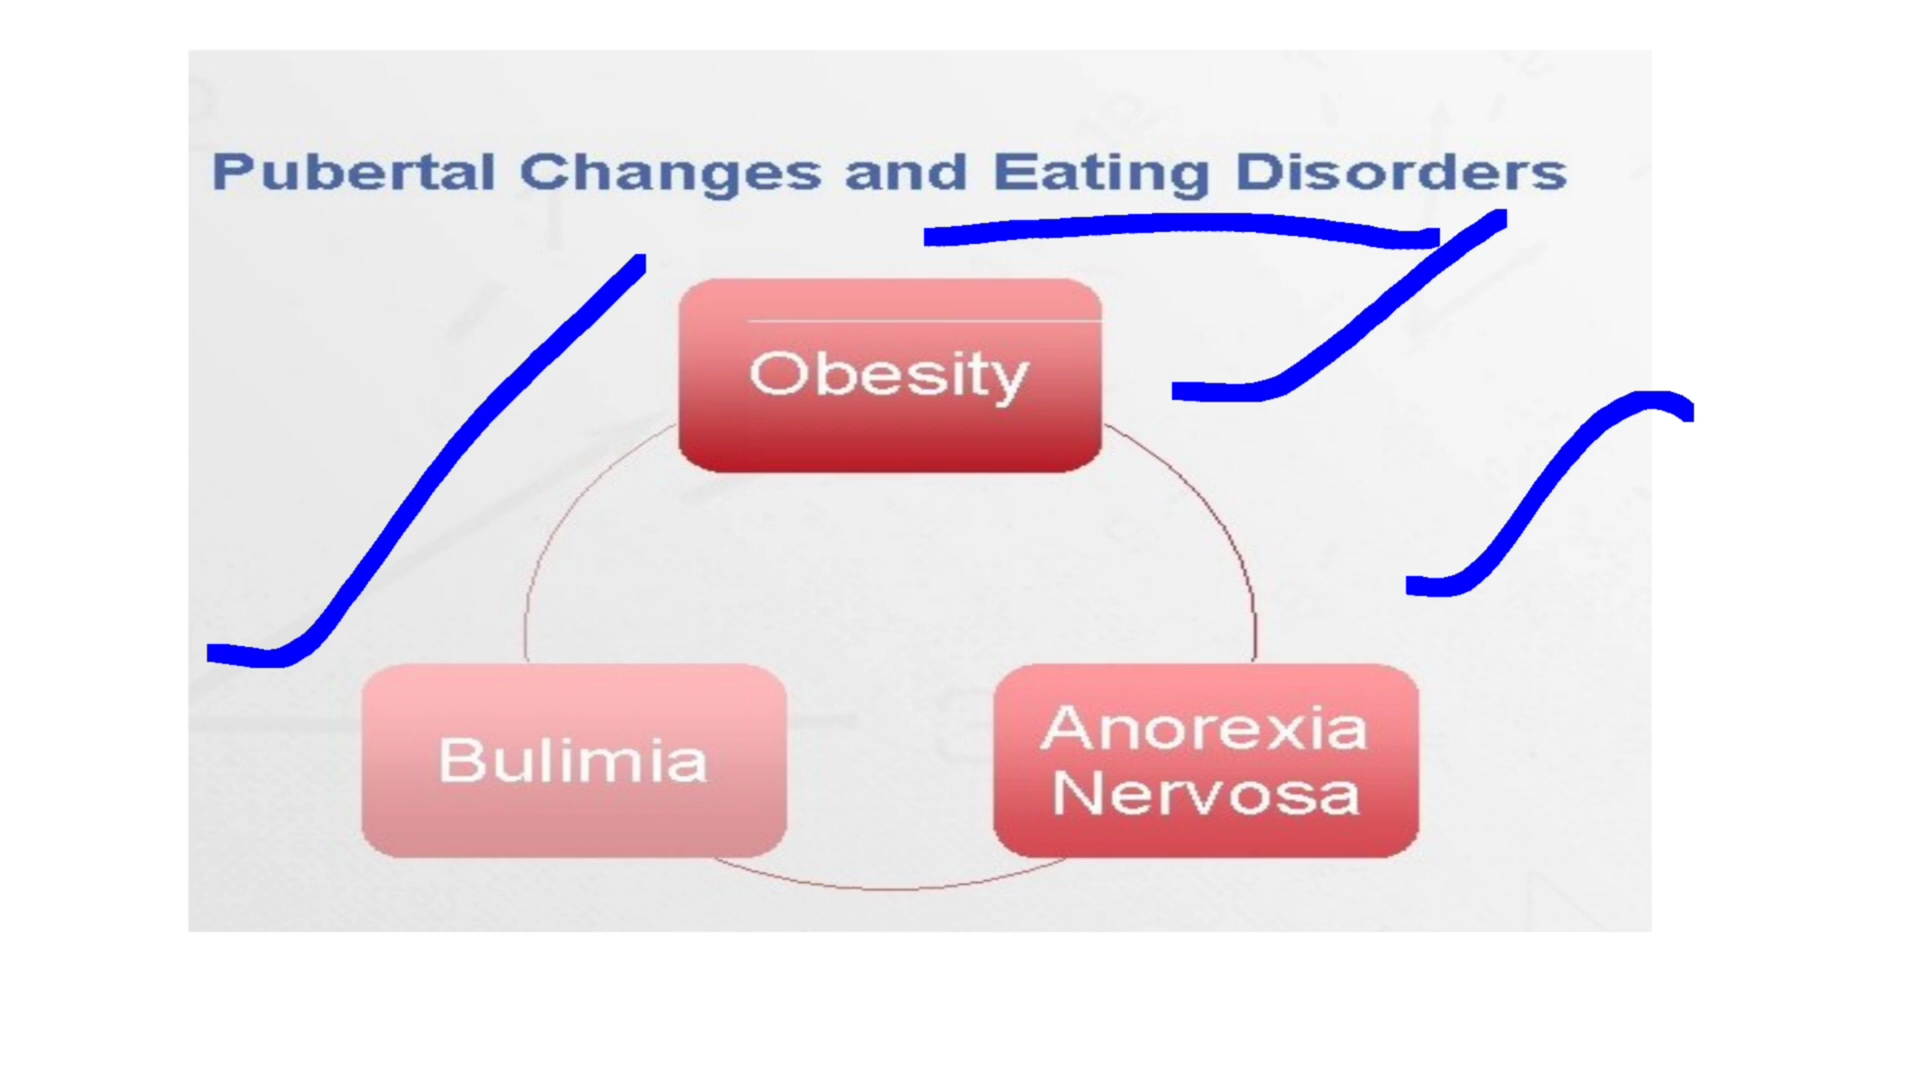 Pubertal Changes and Eating Disorders
Obesity
Bulimia
Anorexia
Nervosa